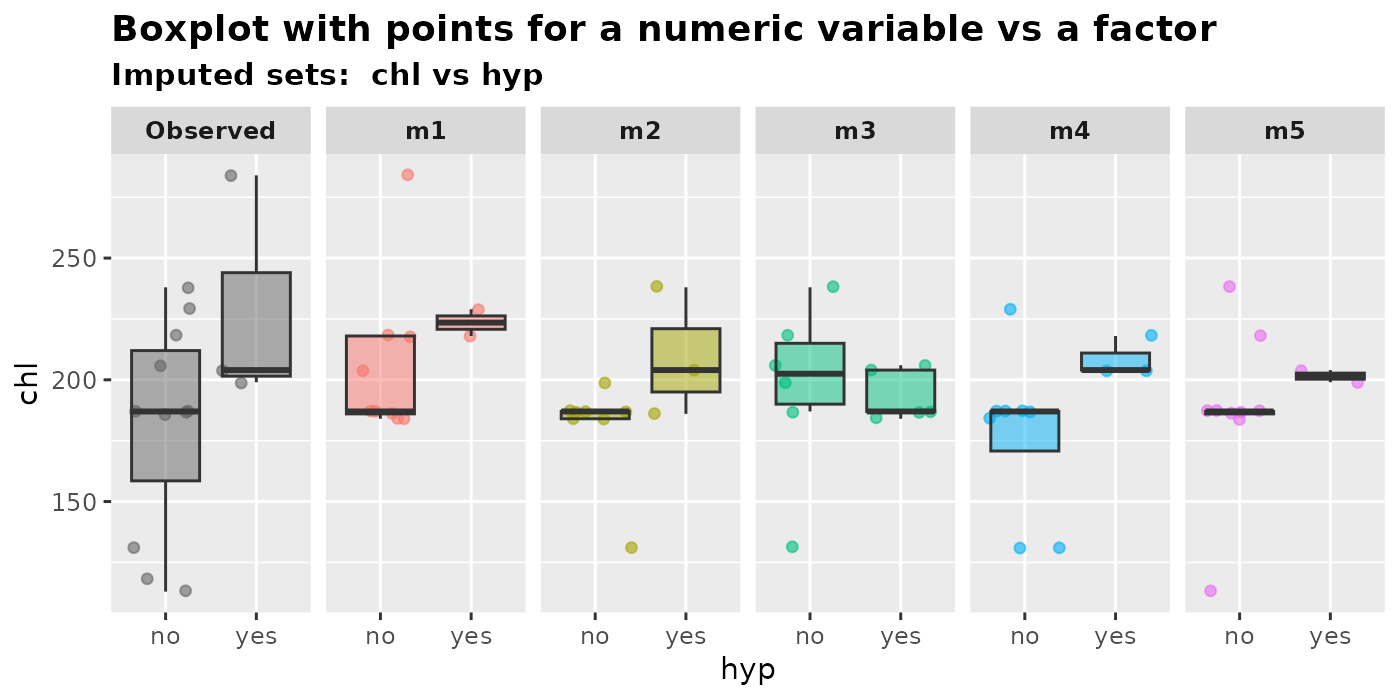 Boxplot with points for a numeric variable vs a factor
Imputed sets:  chl vs hyp
Observed m1 m2 m3 m4 m5
chl
250
200
150
no yes no yes no yes no yes no yes no yes
hyp